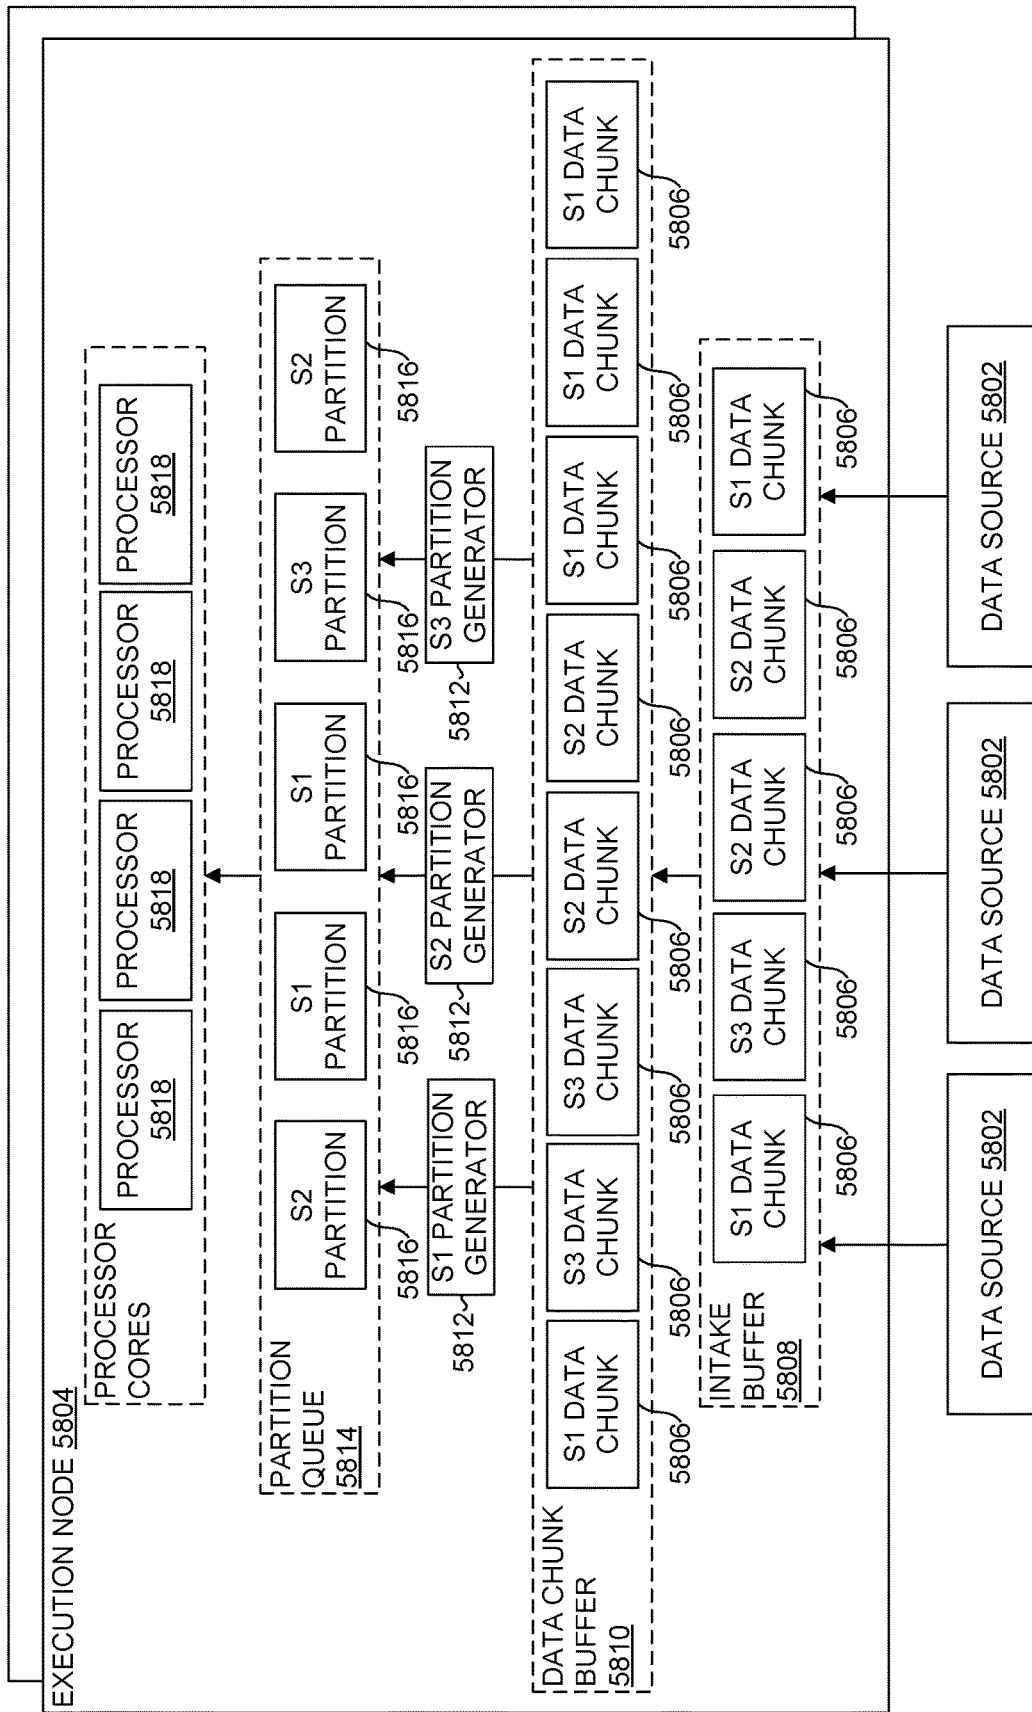 EXECUTION NODE 5804
PROCESSOR
CORES
PROCESSOR
5818
PROCESSOR
5818
PROCESSOR
5818
PROCESSOR
5818
PARTITION
QUEUE
5814
S2
PARTITION
5816
S1
PARTITION
5816
S1
PARTITION
5816
S3
PARTITION
5816
S2
PARTITION
5816
5812
S1 PARTITION
GENERATOR
5812
S2 PARTITION
GENERATOR
5812
S3 PARTITION
GENERATOR
DATA CHUNK
BUFFER
5810
S1 DATA
CHUNK
5806
S3 DATA
CHUNK
5806
S3 DATA
CHUNK
5806
S2 DATA
CHUNK
5806
S2 DATA
CHUNK
5806
S1 DATA
CHUNK
5806
S1 DATA
CHUNK
5806
S1 DATA
CHUNK
5806
INTAKE
BUFFER
5808
S1 DATA
CHUNK
5806
S3 DATA
CHUNK
5806
S2 DATA
CHUNK
5806
S2 DATA
CHUNK
5806
S1 DATA
CHUNK
5806
DATA SOURCE 5802
DATA SOURCE 5802
DATA SOURCE 5802